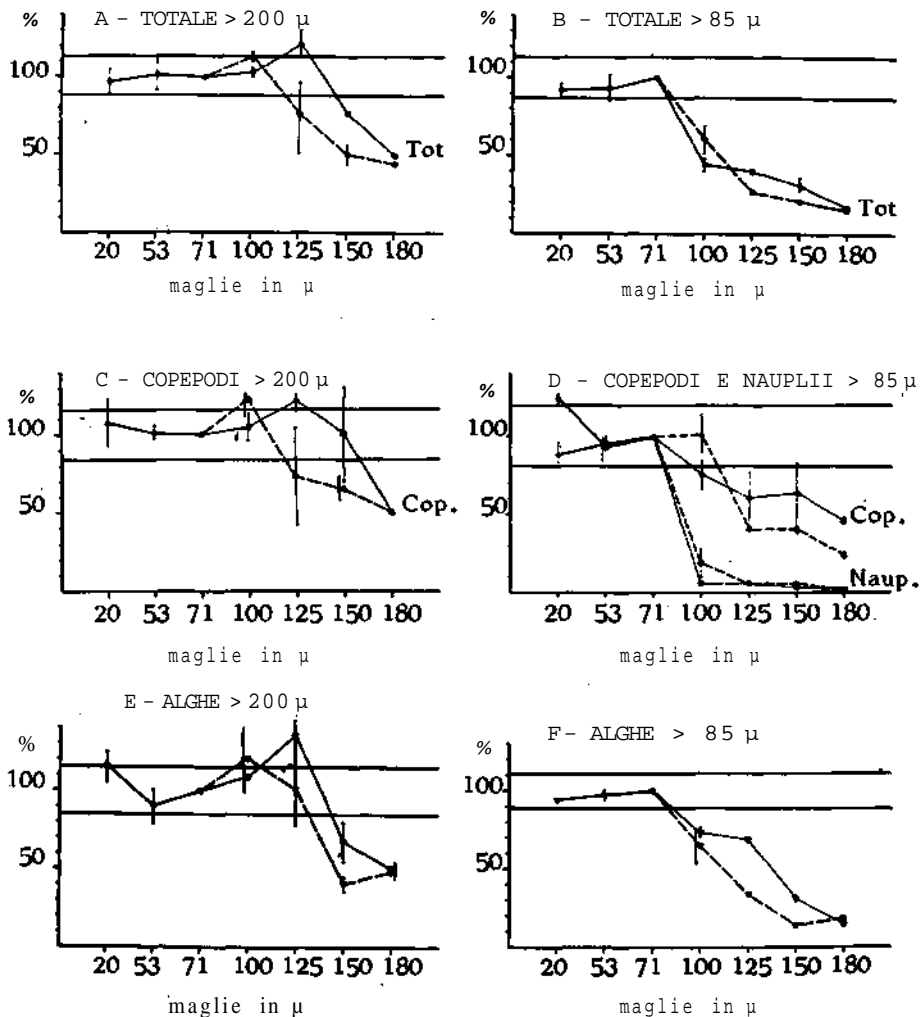 % A - TOTALE > 200 µ
100
50
Tot
20 53 71 100 125 150 180
maglie in µ
% B - TOTALE > 85 µ
100
50
Tot
20 53 71 100 125 150 180
maglie in µ
% C - COPEPODI > 200 µ
100
50
Cop.
20 53 71 100 125 150 180
maglie in µ
% D - COPEPODI E NAUPLII > 85 µ
100
50
Cop.
Naup.
20 53 71 100 125 150 180
maglie in µ
E - ALGHE > 200 µ
%
100
50
20 53 71 100 125 150 180
maglie in µ
F - ALGHE > 85 µ
%
100
50
20 53 71 100 125 150 180
maglie in µ